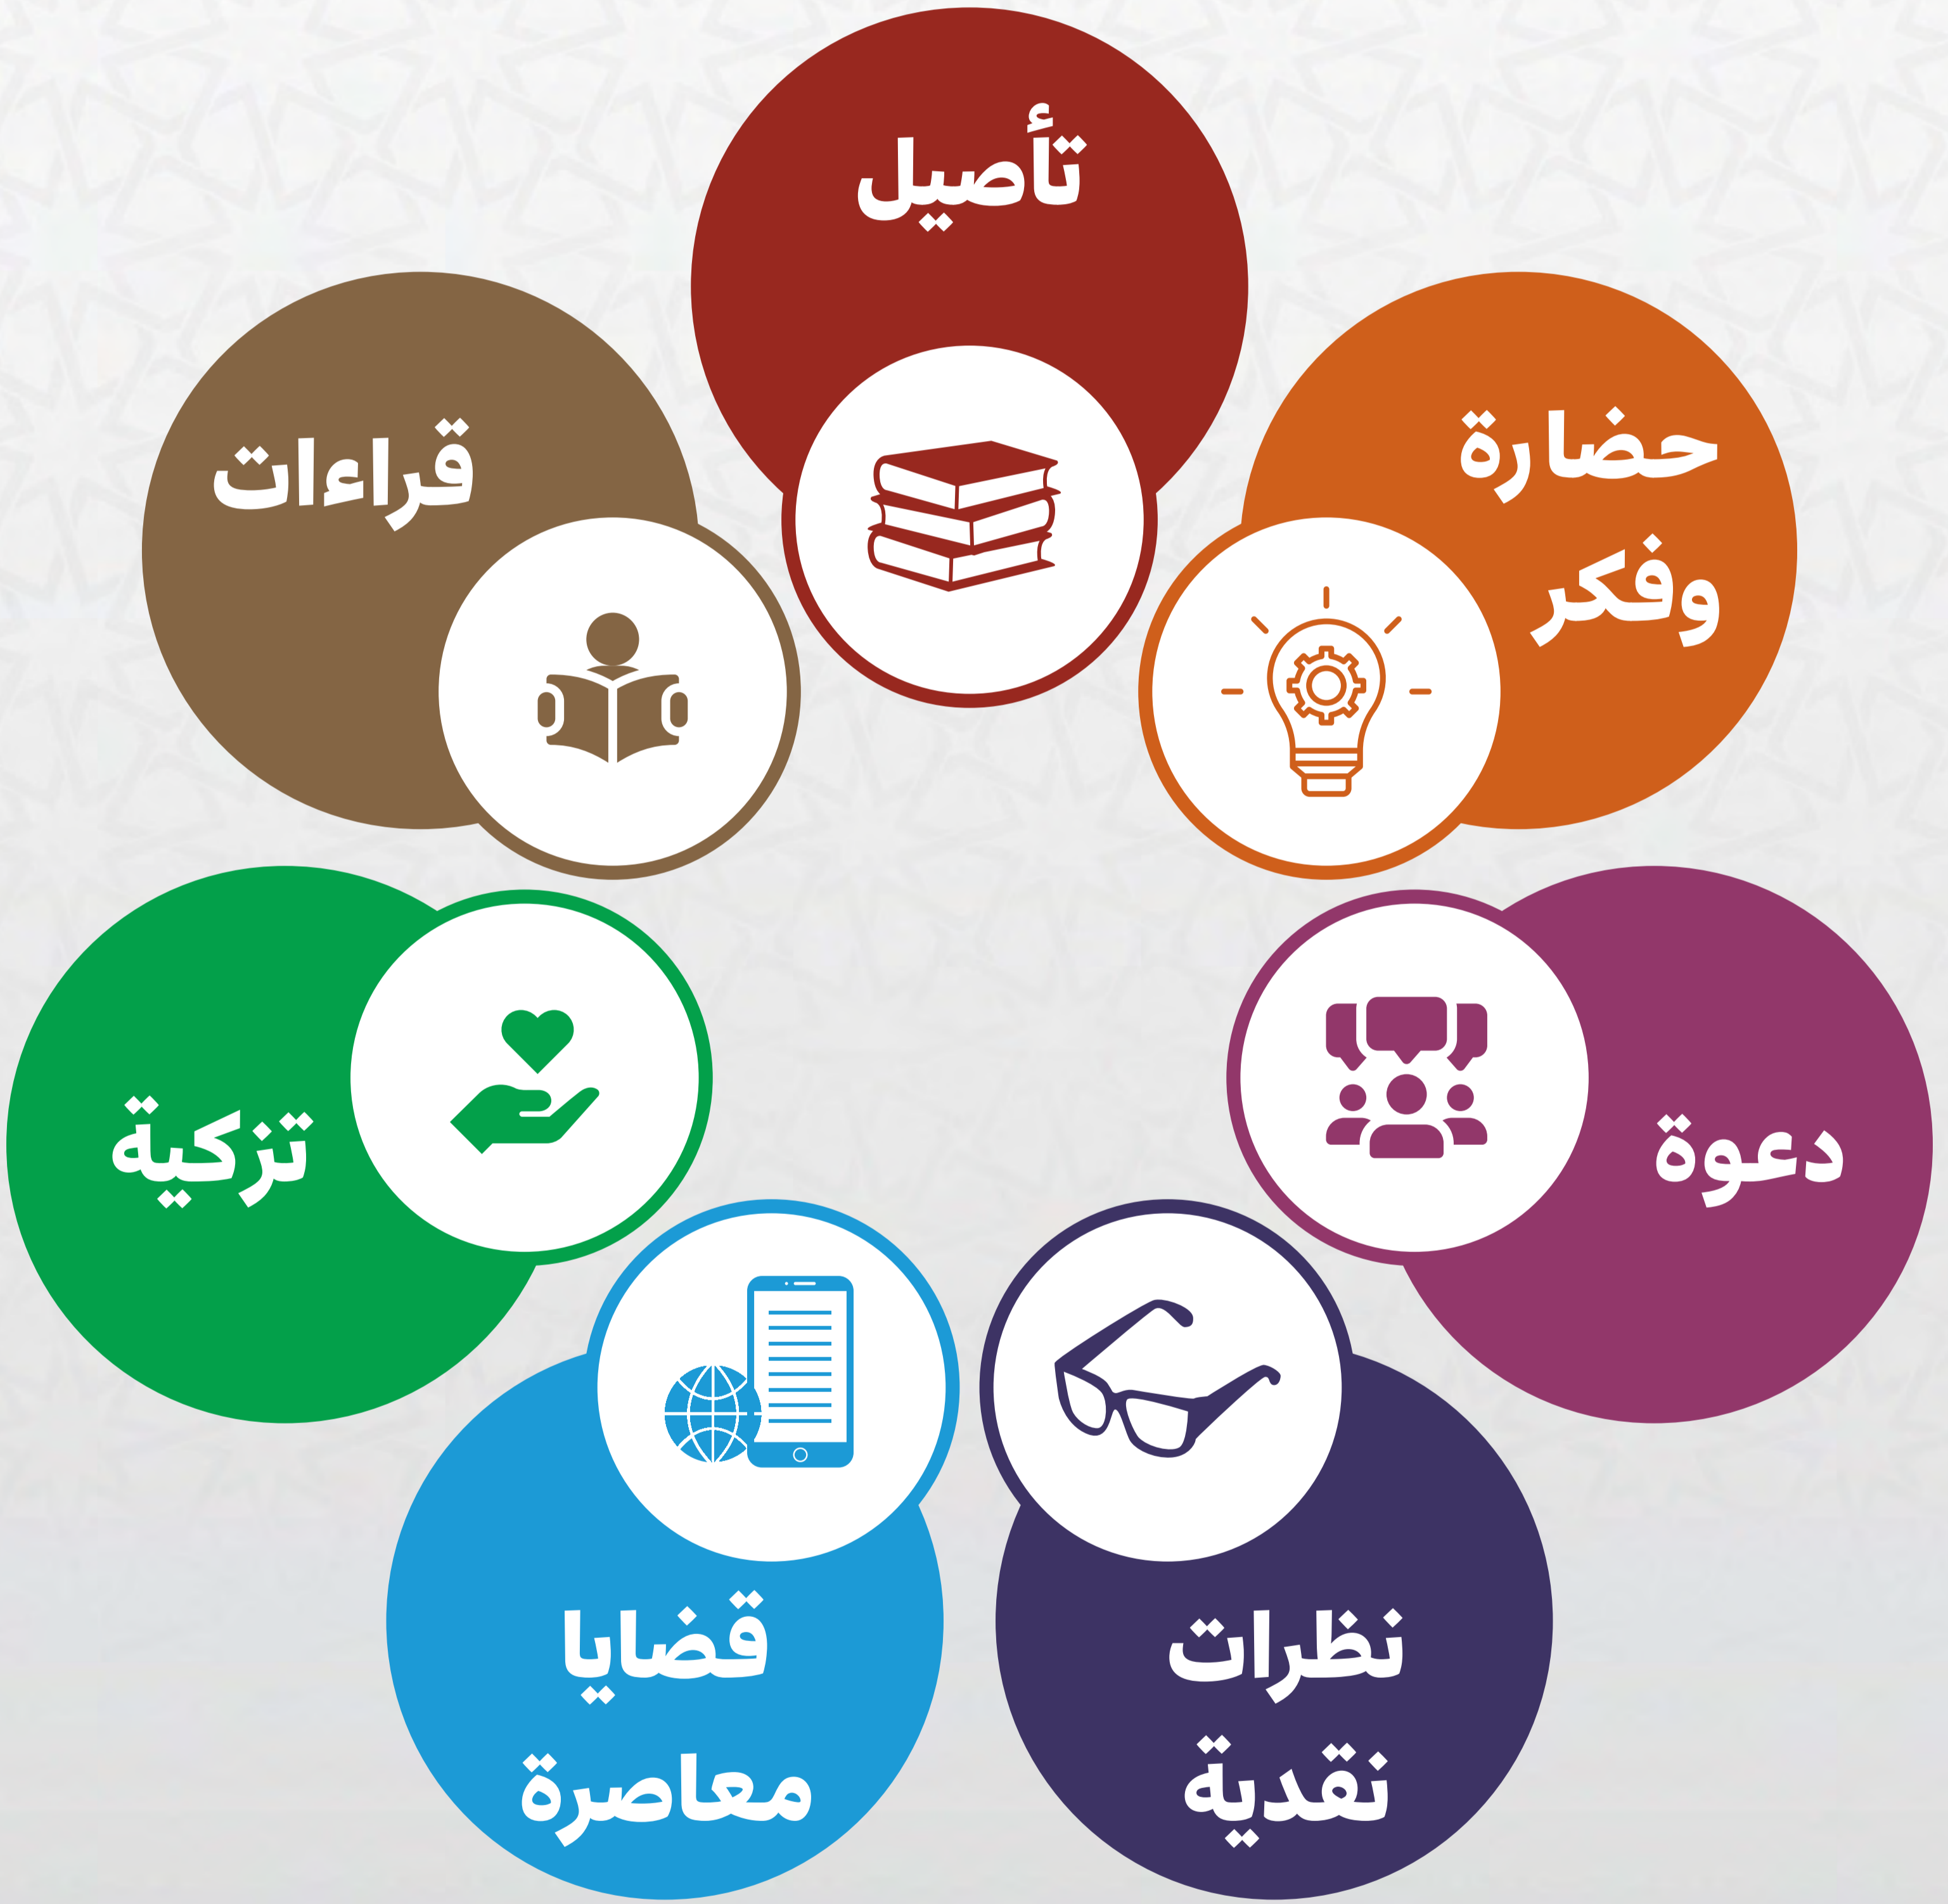 تأصيل
حضارة
وفكر
دعوة
نظرات
نقدية
قضايا
معاصرة
تزكية
قراءات